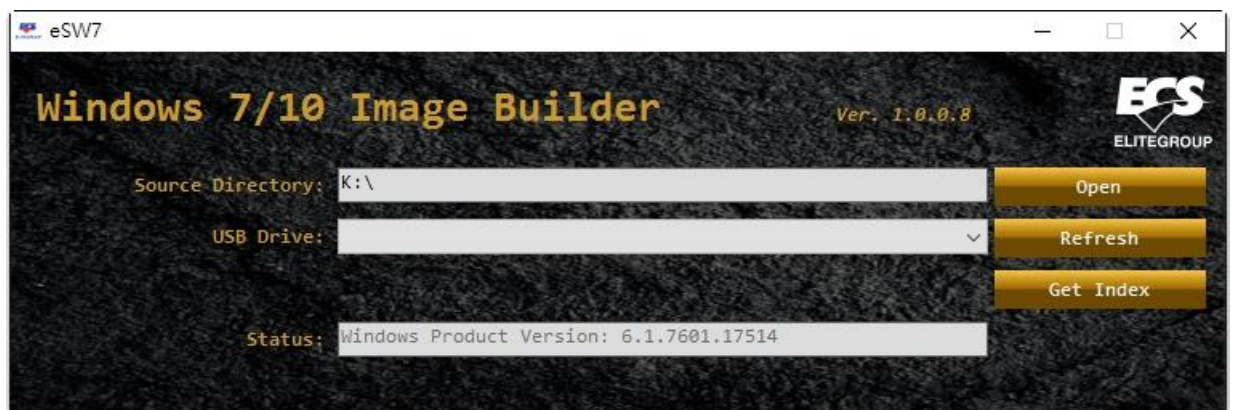 eSW7
Windows 7/10 Image Builder
Ver. 1.0.0.8
ECS
ELITEGROUP
Source Directory:
K:\
Open
USB Drive:
Refresh
Get Index
Status:
Windows Product Version: 6.1.7601.17514